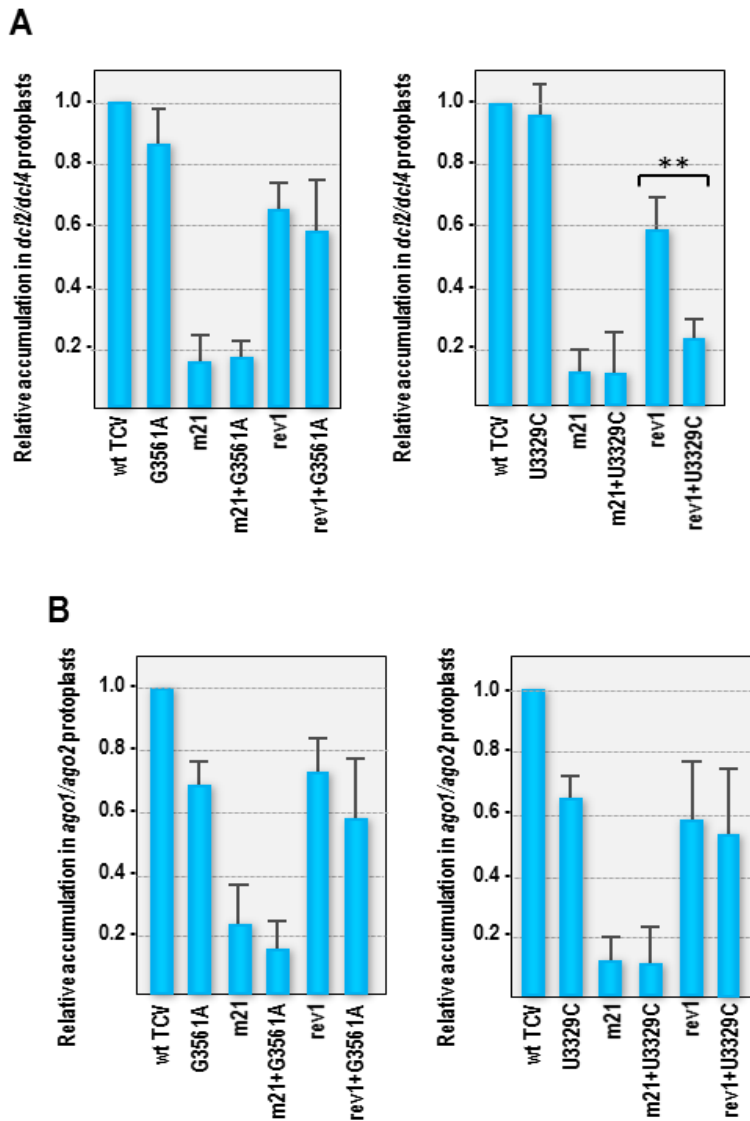 A
Relative accumulation in dcl2/dcl4 protoplasts
1.0
0.8
0.6
0.4
0.2
wt TCV
G3561A
m21
m21+G3561A
rev1
rev1+G3561A
Relative accumulation in dcl2/dcl4 protoplasts
1.0
0.8
0.6
0.4
0.2
**
wt TCV
U3329C
m21
m21+U3329C
rev1
rev1+U3329C
B
Relative accumulation in ago1/ago2 protoplasts
1.0
0.8
0.6
0.4
0.2
wt TCV
G3561A
m21
m21+G3561A
rev1
rev1+G3561A
Relative accumulation in ago1/ago2 protoplasts
1.0
0.8
0.6
0.4
0.2
wt TCV
U3329C
m21
m21+U3329C
rev1
rev1+U3329C